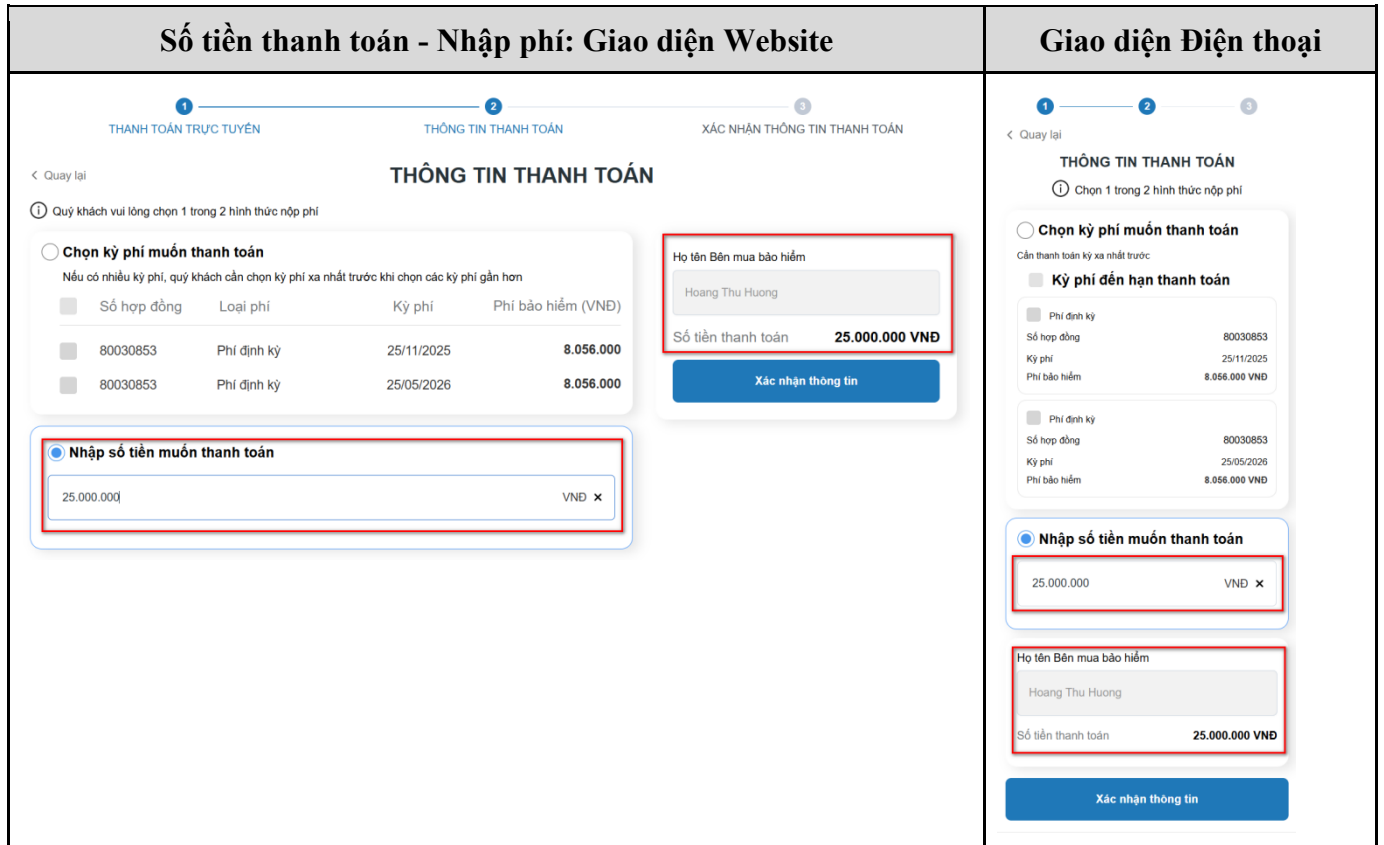 Số tiền thanh toán - Nhập phí: Giao diện Website
1
2
3
THANH TOÁN TRỰC TUYẾN
THÔNG TIN THANH TOÁN
XÁC NHẬN THÔNG TIN THANH TOÁN
< Quay lại
THÔNG TIN THANH TOÁN
Quý khách vui lòng chọn 1 trong 2 hình thức nộp phí
Chọn kỳ phí muốn thanh toán
Nếu có nhiều kỳ phí, quý khách cần chọn kỳ phí xa nhất trước khi chọn các kỳ phí gần hơn
Số hợp đồng Loại phí Kỳ phí Phí bảo hiểm (VNĐ)
80030853 Phí định kỳ 25/11/2025 8.056.000
80030853 Phí định kỳ 25/05/2026 8.056.000
Nhập số tiền muốn thanh toán
25.000.000 VNĐ ×
Họ tên Bên mua bảo hiểm
Hoang Thu Huong
Số tiền thanh toán 25.000.000 VNĐ
Xác nhận thông tin
Giao diện Điện thoại
1
2
3
< Quay lại
THÔNG TIN THANH TOÁN
Chọn 1 trong 2 hình thức nộp phí
Chọn kỳ phí muốn thanh toán
Cần thanh toán kỳ xa nhất trước
Kỳ phí đến hạn thanh toán
Phí định kỳ
Số hợp đồng 80030853
Kỳ phí 25/11/2025
Phí bảo hiểm 8.056.000 VNĐ
Phí định kỳ
Số hợp đồng 80030853
Kỳ phí 25/05/2026
Phí bảo hiểm 8.056.000 VNĐ
Nhập số tiền muốn thanh toán
25.000.000 VNĐ ×
Họ tên Bên mua bảo hiểm
Hoang Thu Huong
Số tiền thanh toán 25.000.000 VNĐ
Xác nhận thông tin